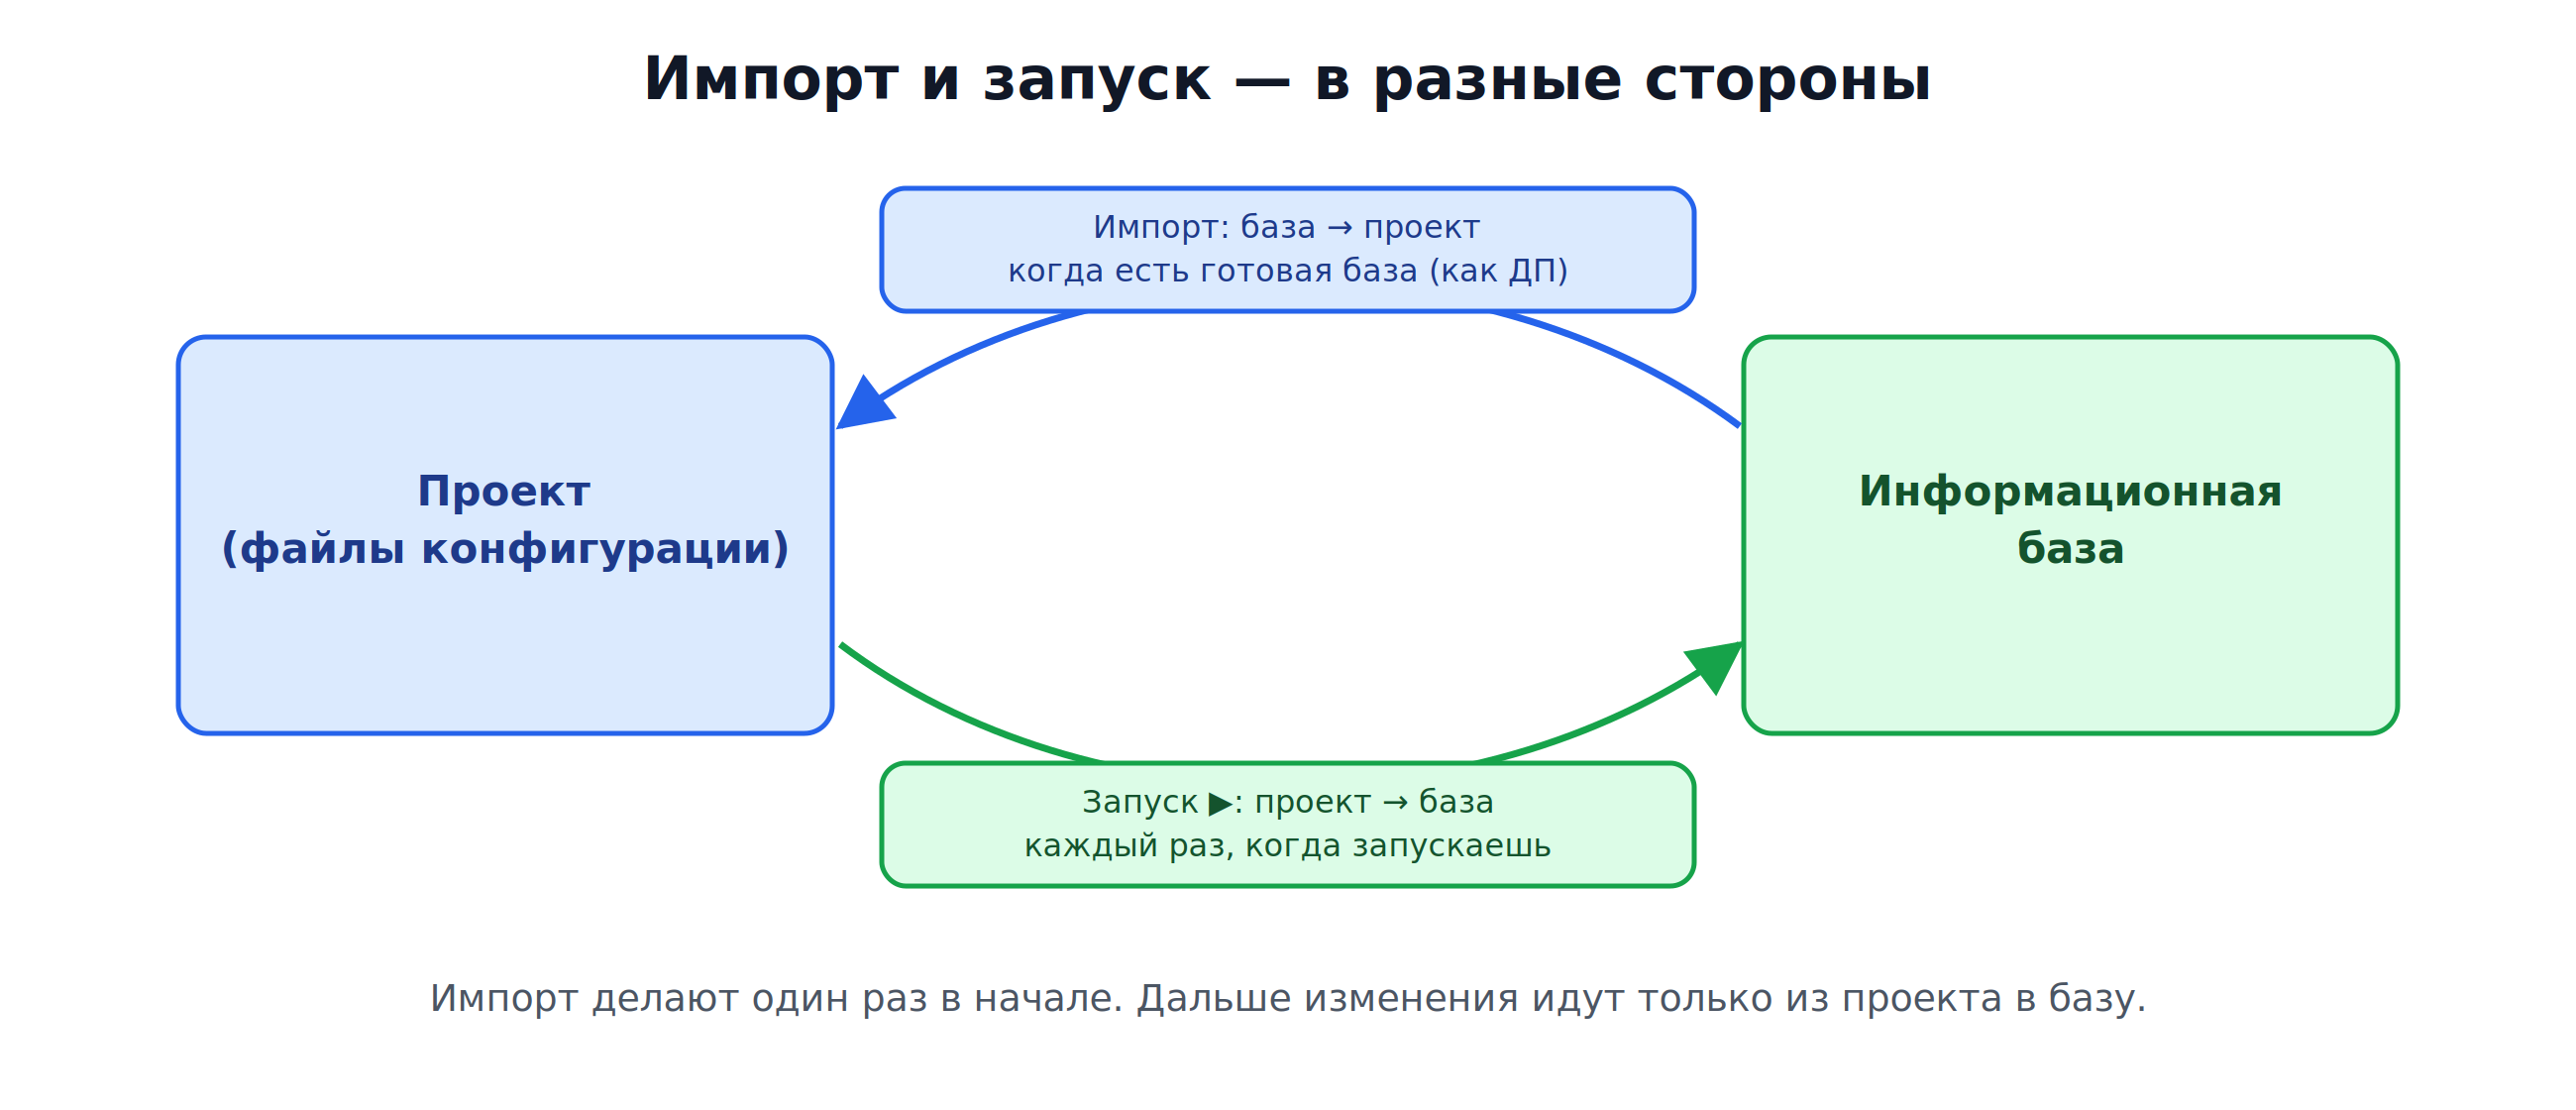 Импорт и запуск — в разные стороны
Импорт: база → проект
когда есть готовая база (как ДП)
Проект
(файлы конфигурации)
Информационная
база
Запуск ▶: проект → база
каждый раз, когда запускаешь
Импорт делают один раз в начале. Дальше изменения идут только из проекта в базу.